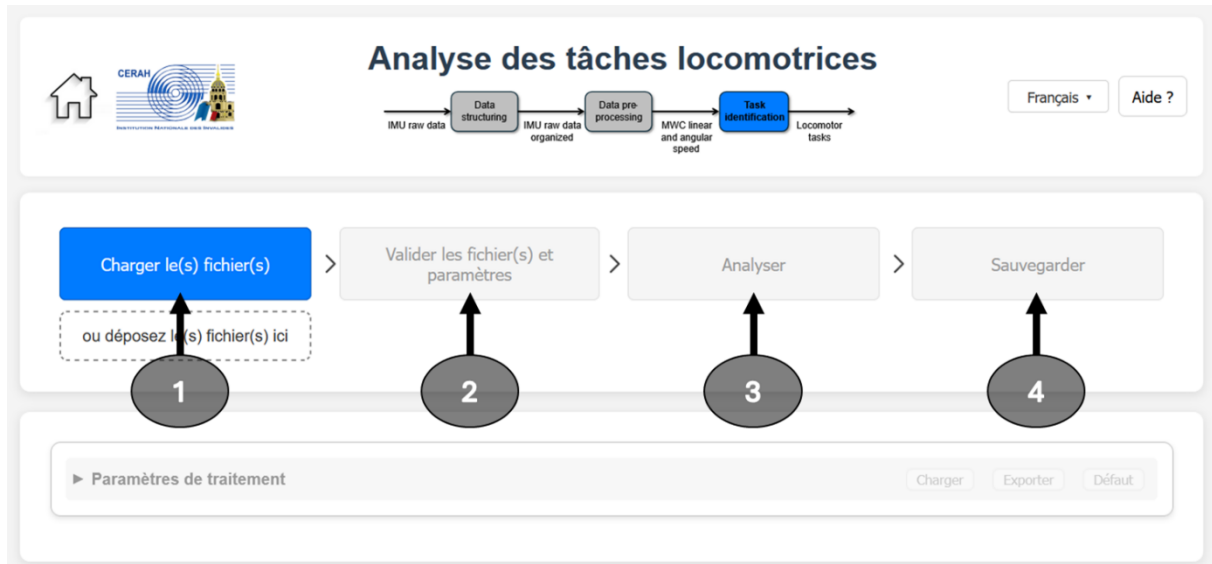 Analyse des tâches locomotrices
CERAH
INSTITUTION NATIONALE DES INVALIDES
IMU raw data
Data
structuring
IMU raw data
organized
Data pre-
processing
MWC linear
and angular
speed
Task
identification
Locomotor
tasks
Français
Aide ?
Charger le(s) fichier(s)
Valider les fichier(s) et
paramètres
Analyser
Sauvegarder
ou déposez le(s) fichier(s) ici
1
2
3
4
Paramètres de traitement
Charger
Exporter
Défaut